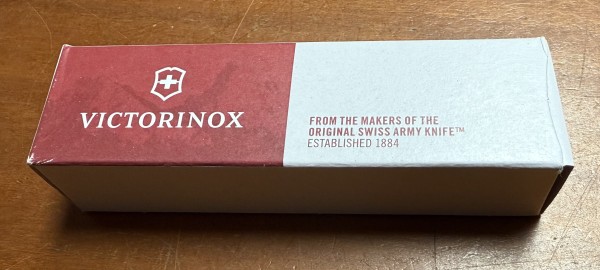 VICTORINOX
FROM THE MAKERS OF THE
ORIGINAL SWISS ARMY KNIFE™
ESTABLISHED 1884